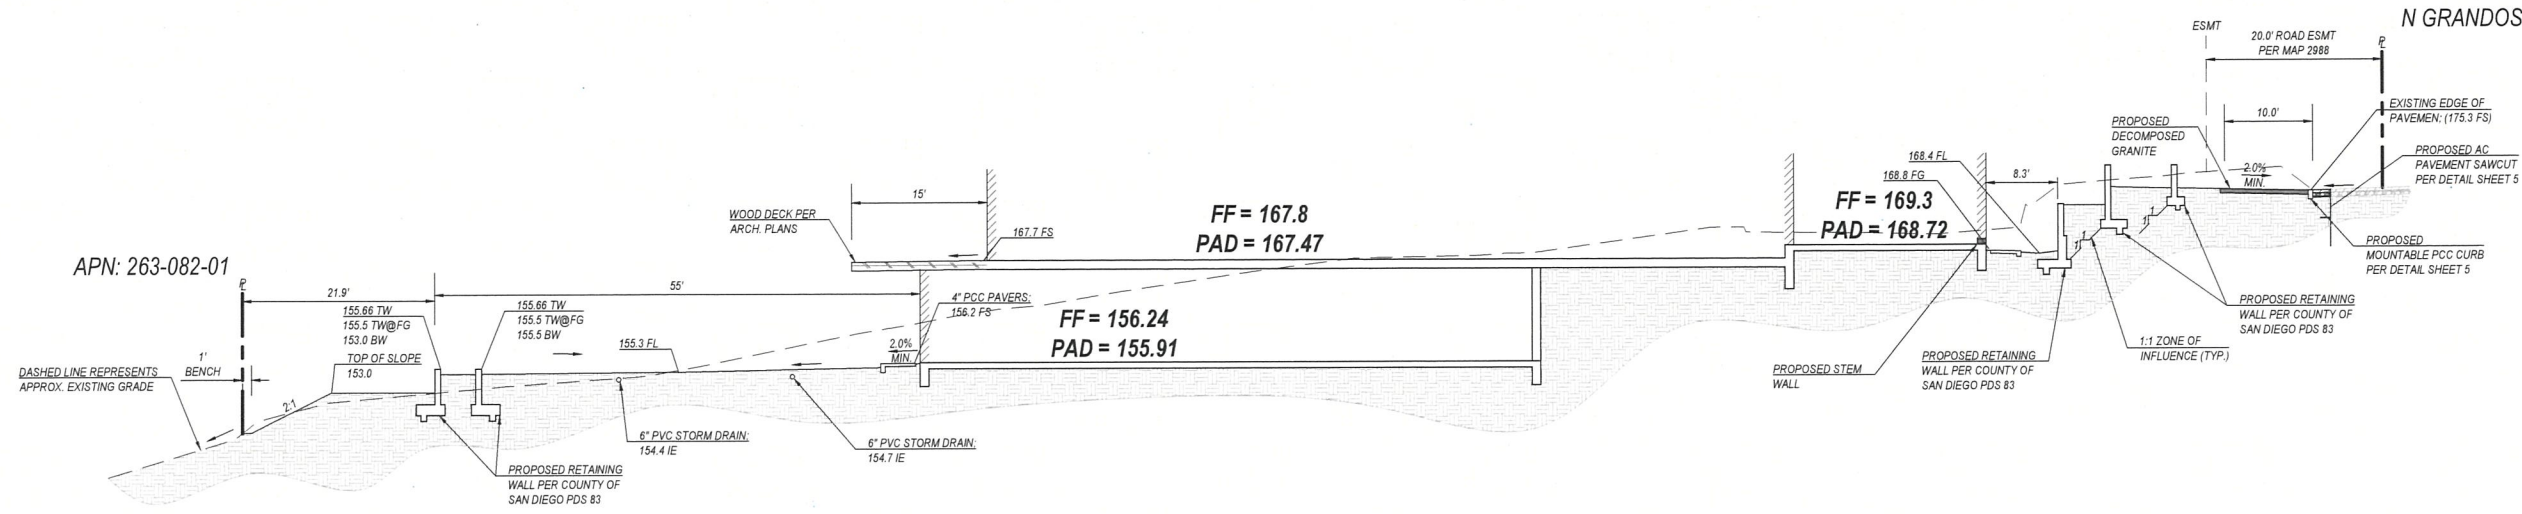 N GRANDOS
ESMT
20.0' ROAD ESMT
PER MAP 2988
PL
EXISTING EDGE OF
PAVEMEN; (175.3 FS)
10.0'
PROPOSED
DECOMPOSED
GRANITE
PROPOSED AC
PAVEMENT SAWCUT
PER DETAIL SHEET 5
2.0%
MIN.
168.4 FL
168.8 FG
8.3'
15'
FF = 169.3
PAD = 168.72
FF = 167.8
PAD = 167.47
WOOD DECK PER
ARCH. PLANS
167.7 FS
PROPOSED
MOUNTABLE PCC CURB
PER DETAIL SHEET 5
APN: 263-082-01
PL
21.9'
55'
155.66 TW
155.5 TW@FG
153.0 BW
155.66 TW
155.5 TW@FG
155.5 BW
4" PCC PAVERS;
156.2 FS
FF = 156.24
PAD = 155.91
PROPOSED RETAINING
WALL PER COUNTY OF
SAN DIEGO PDS 83
1
1
1
1
1:1 ZONE OF
INFLUENCE (TYP.)
155.3 FL
2.0%
MIN.
TOP OF SLOPE
153.0
1'
BENCH
DASHED LINE REPRESENTS
APPROX. EXISTING GRADE
2:1
PROPOSED STEM
WALL
PROPOSED RETAINING
WALL PER COUNTY OF
SAN DIEGO PDS 83
6" PVC STORM DRAIN;
154.4 IE
6" PVC STORM DRAIN;
154.7 IE
PROPOSED RETAINING
WALL PER COUNTY OF
SAN DIEGO PDS 83